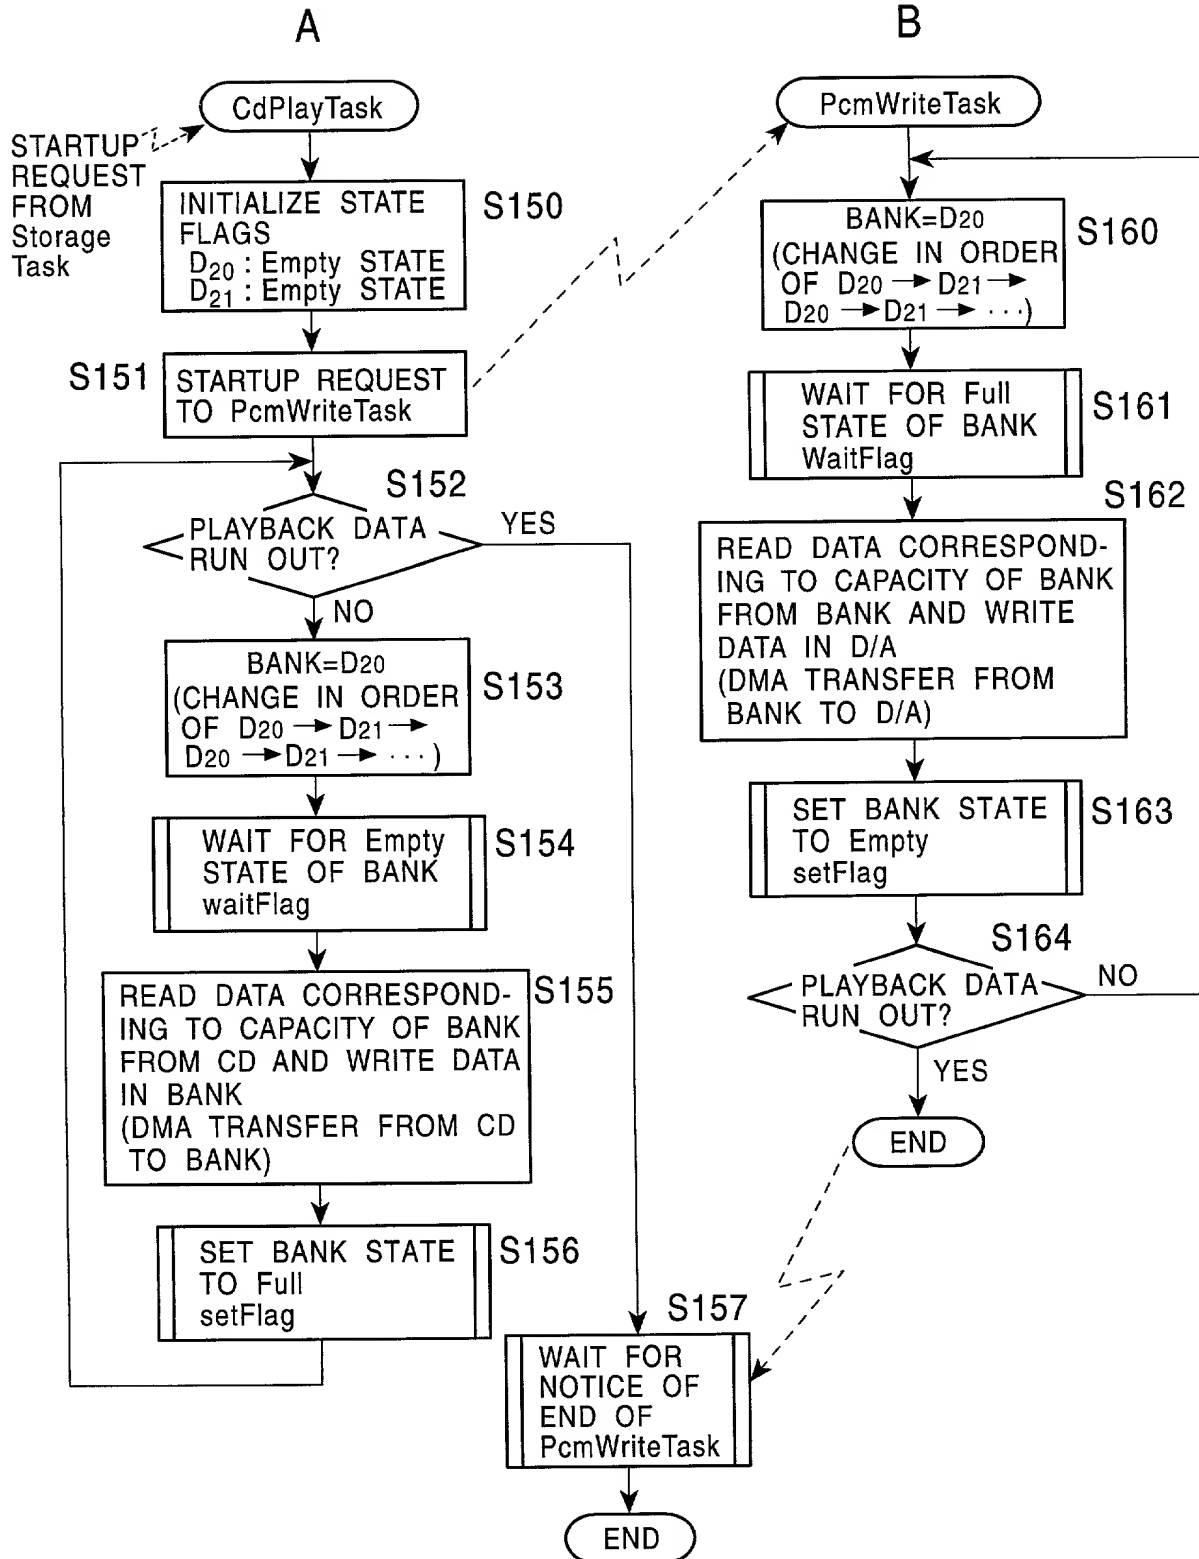 A
CdPlayTask
STARTUP
REQUEST
FROM
Storage
Task
INITIALIZE STATE
FLAGS
D20 : Empty STATE
D21 : Empty STATE
S150
S151
STARTUP REQUEST
TO PcmWriteTask
S152
PLAYBACK DATA
RUN OUT?
YES
NO
BANK=D20
(CHANGE IN ORDER
OF D20 → D21 →
D20 → D21 → ···)
S153
WAIT FOR Empty
STATE OF BANK
waitFlag
S154
READ DATA CORRESPOND-
ING TO CAPACITY OF BANK
FROM CD AND WRITE DATA
IN BANK
(DMA TRANSFER FROM CD
TO BANK)
S155
SET BANK STATE
TO Full
setFlag
S156
S157
WAIT FOR
NOTICE OF
END OF
PcmWriteTask
END
B
PcmWriteTask
BANK=D20
(CHANGE IN ORDER
OF D20 → D21 →
D20 → D21 → ···)
S160
WAIT FOR Full
STATE OF BANK
WaitFlag
S161
S162
READ DATA CORRESPOND-
ING TO CAPACITY OF BANK
FROM BANK AND WRITE
DATA IN D/A
(DMA TRANSFER FROM
BANK TO D/A)
SET BANK STATE
TO Empty
setFlag
S163
S164
PLAYBACK DATA
RUN OUT?
NO
YES
END